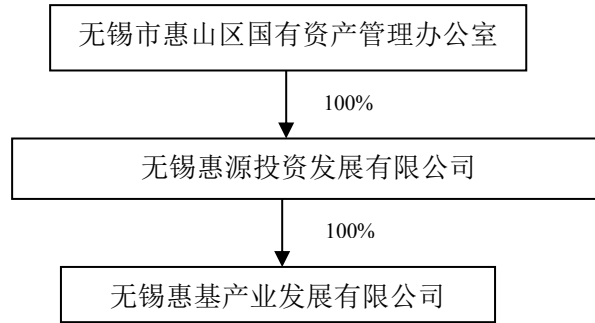 无锡市惠山区国有资产管理办公室
100%
无锡惠源投资发展有限公司
100%
无锡惠基产业发展有限公司